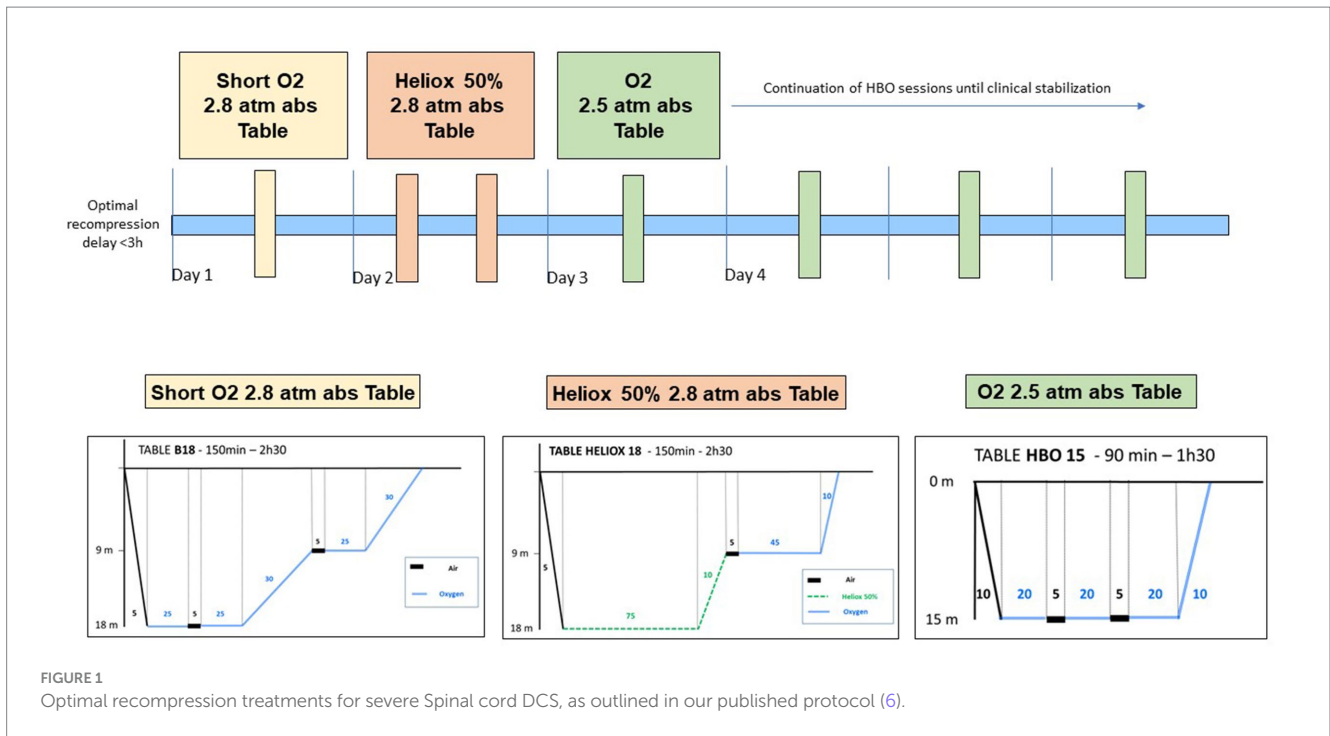 Short O2
2.8 atm abs
Table
Heliox 50%
2.8 atm abs
Table
O2
2.5 atm abs
Table
Continuation of HBO sessions until clinical stabilization
Optimal
recompression
delay <3h
Day 1
Day 2
Day 3
Day 4
Short O2 2.8 atm abs Table
Heliox 50% 2.8 atm abs Table
O2 2.5 atm abs Table
TABLE B18 - 150min – 2h30
30
5
25
9 m
30
Air
Oxygen
5
25
5
25
18 m
TABLE HELIOX 18 - 150min - 2h30
10
5
45
9 m
5
10
Air
Heliox 50%
Oxygen
75
18 m
TABLE HBO 15 - 90 min – 1h30
0 m
10
20
5
20
5
20
10
15 m
FIGURE 1
Optimal recompression treatments for severe Spinal cord DCS, as outlined in our published protocol (6).